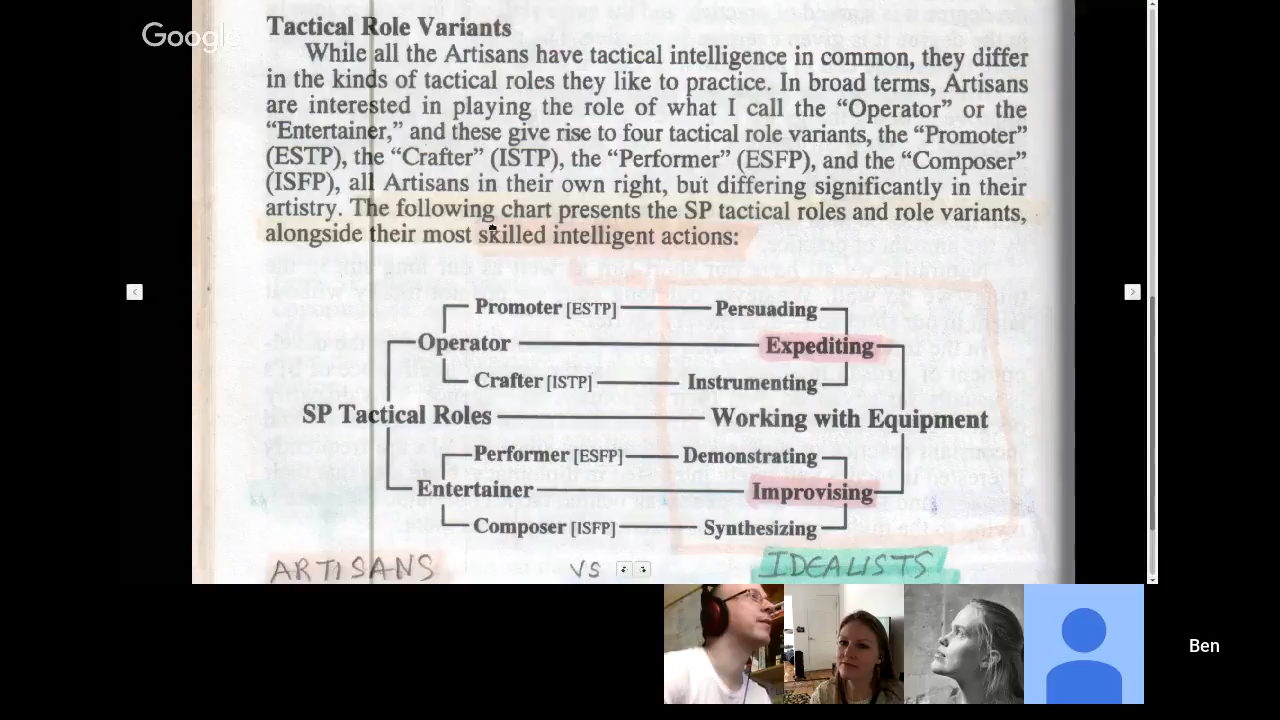 Google
Tactical Role Variants
While all the Artisans have tactical intelligence in common, they differ
in the kinds of tactical roles they like to practice. In broad terms, Artisans
are interested in playing the role of what I call the “Operator” or the
“Entertainer,” and these give rise to four tactical role variants, the “Promoter”
(ESTP), the “Crafter” (ISTP), the “Performer” (ESFP), and the “Composer”
(ISFP), all Artisans in their own right, but differing significantly in their
artistry. The following chart presents the SP tactical roles and role variants,
alongside their most skilled intelligent actions:
Promoter [ESTP] Persuading
Operator Expediting
Crafter [ISTP] Instrumenting
SP Tactical Roles Working with Equipment
Performer [ESFP] Demonstrating
Entertainer Improvising
Composer [ISFP] Synthesizing
ARTISANS VS IDEALISTS
Ben